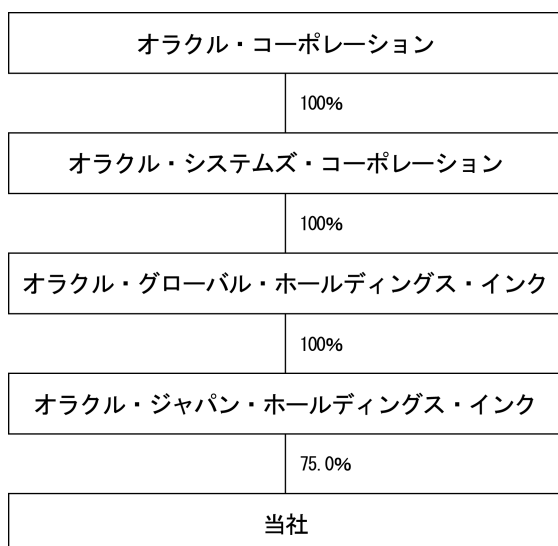 オラクル・コーポレーション
100%
オラクル・システムズ・コーポレーション
100%
オラクル・グローバル・ホールディングス・インク
100%
オラクル・ジャパン・ホールディングス・インク
75.0%
当社